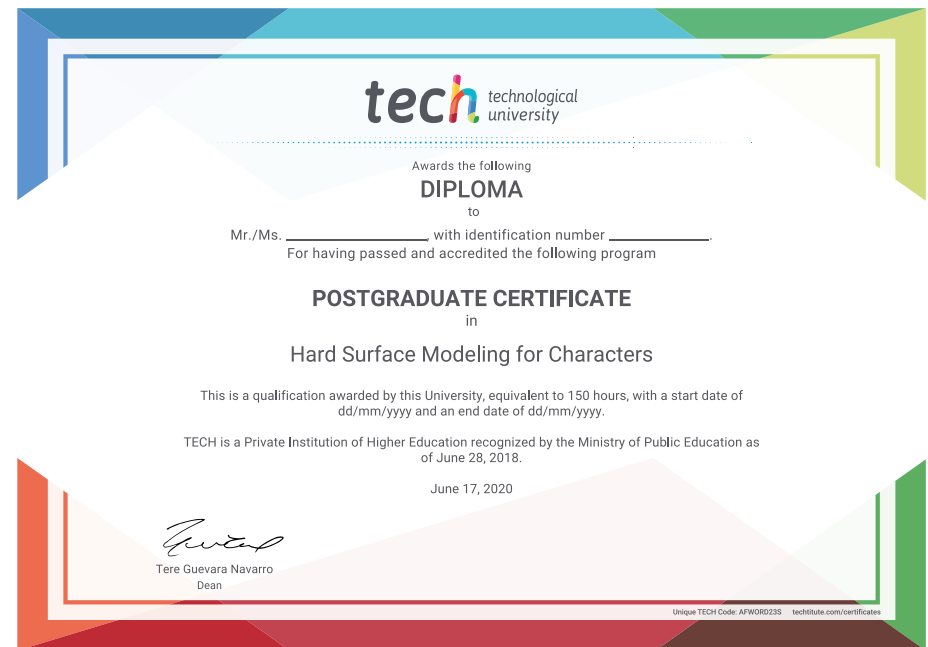 tech technological
university
Awards the following
DIPLOMA
to
Mr./Ms. ________________, with identification number ____________.
For having passed and accredited the following program
POSTGRADUATE CERTIFICATE
in
Hard Surface Modeling for Characters
This is a qualification awarded by this University, equivalent to 150 hours, with a start date of
dd/mm/yyyy and an end date of dd/mm/yyyy.
TECH is a Private Institution of Higher Education recognized by the Ministry of Public Education as
of June 28, 2018.
June 17, 2020
Tere Guevara Navarro
Dean
Unique TECH Code: AFWORD23S techtitute.com/certificates